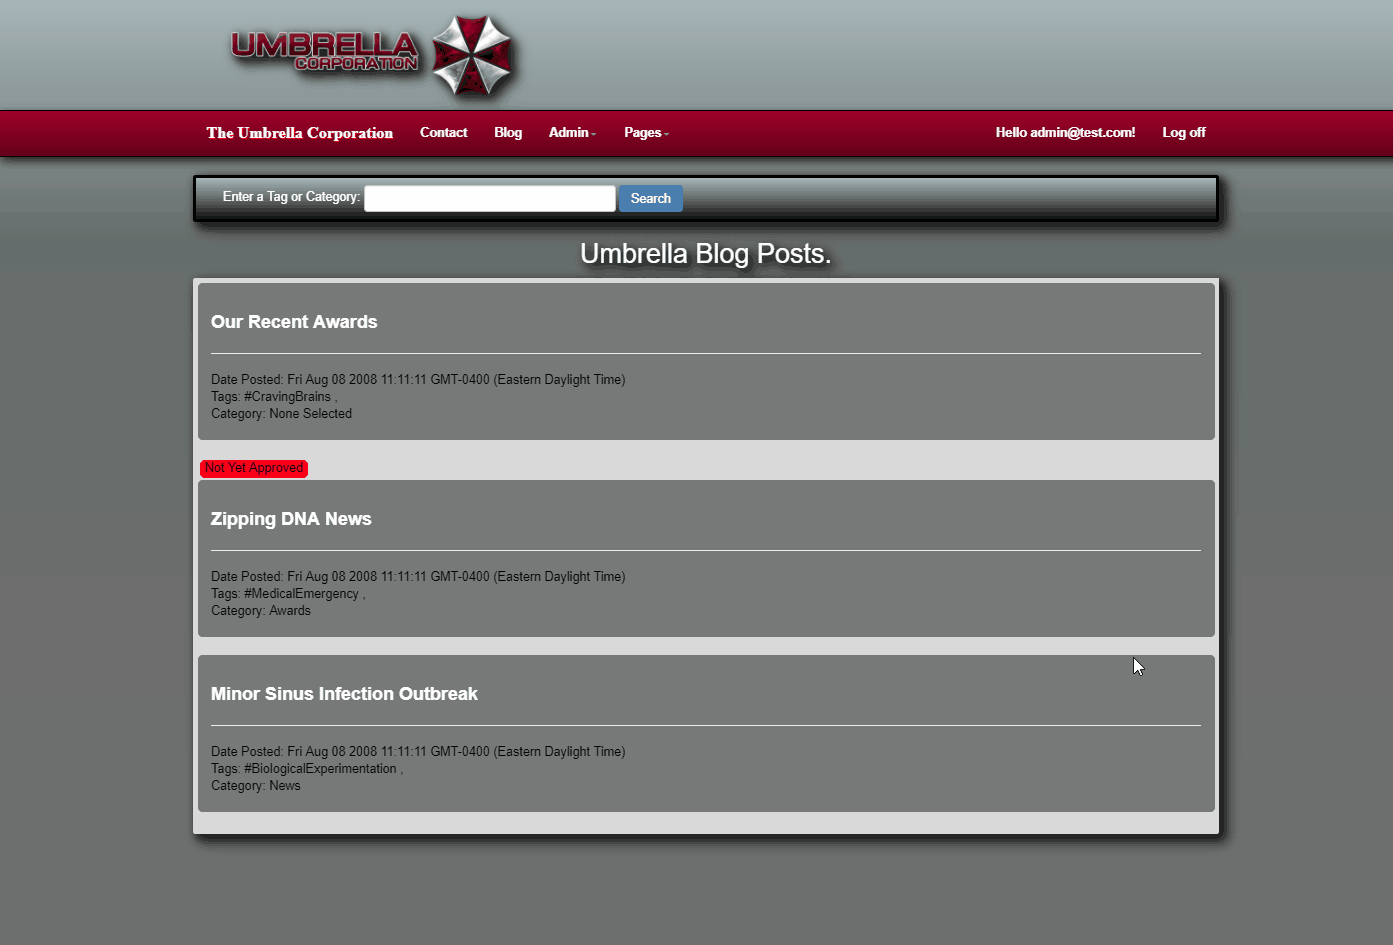 UMBRELLA
CORPORATION
The Umbrella Corporation Contact Blog Admin Pages Hello admin@test.com! Log off
Enter a Tag or Category: Search
Umbrella Blog Posts.
Our Recent Awards
Date Posted: Fri Aug 08 2008 11:11:11 GMT-0400 (Eastern Daylight Time)
Tags: #CravingBrains ,
Category: None Selected
Not Yet Approved
Zipping DNA News
Date Posted: Fri Aug 08 2008 11:11:11 GMT-0400 (Eastern Daylight Time)
Tags: #MedicalEmergency ,
Category: Awards
Minor Sinus Infection Outbreak
Date Posted: Fri Aug 08 2008 11:11:11 GMT-0400 (Eastern Daylight Time)
Tags: #BiologicalExperimentation ,
Category: News